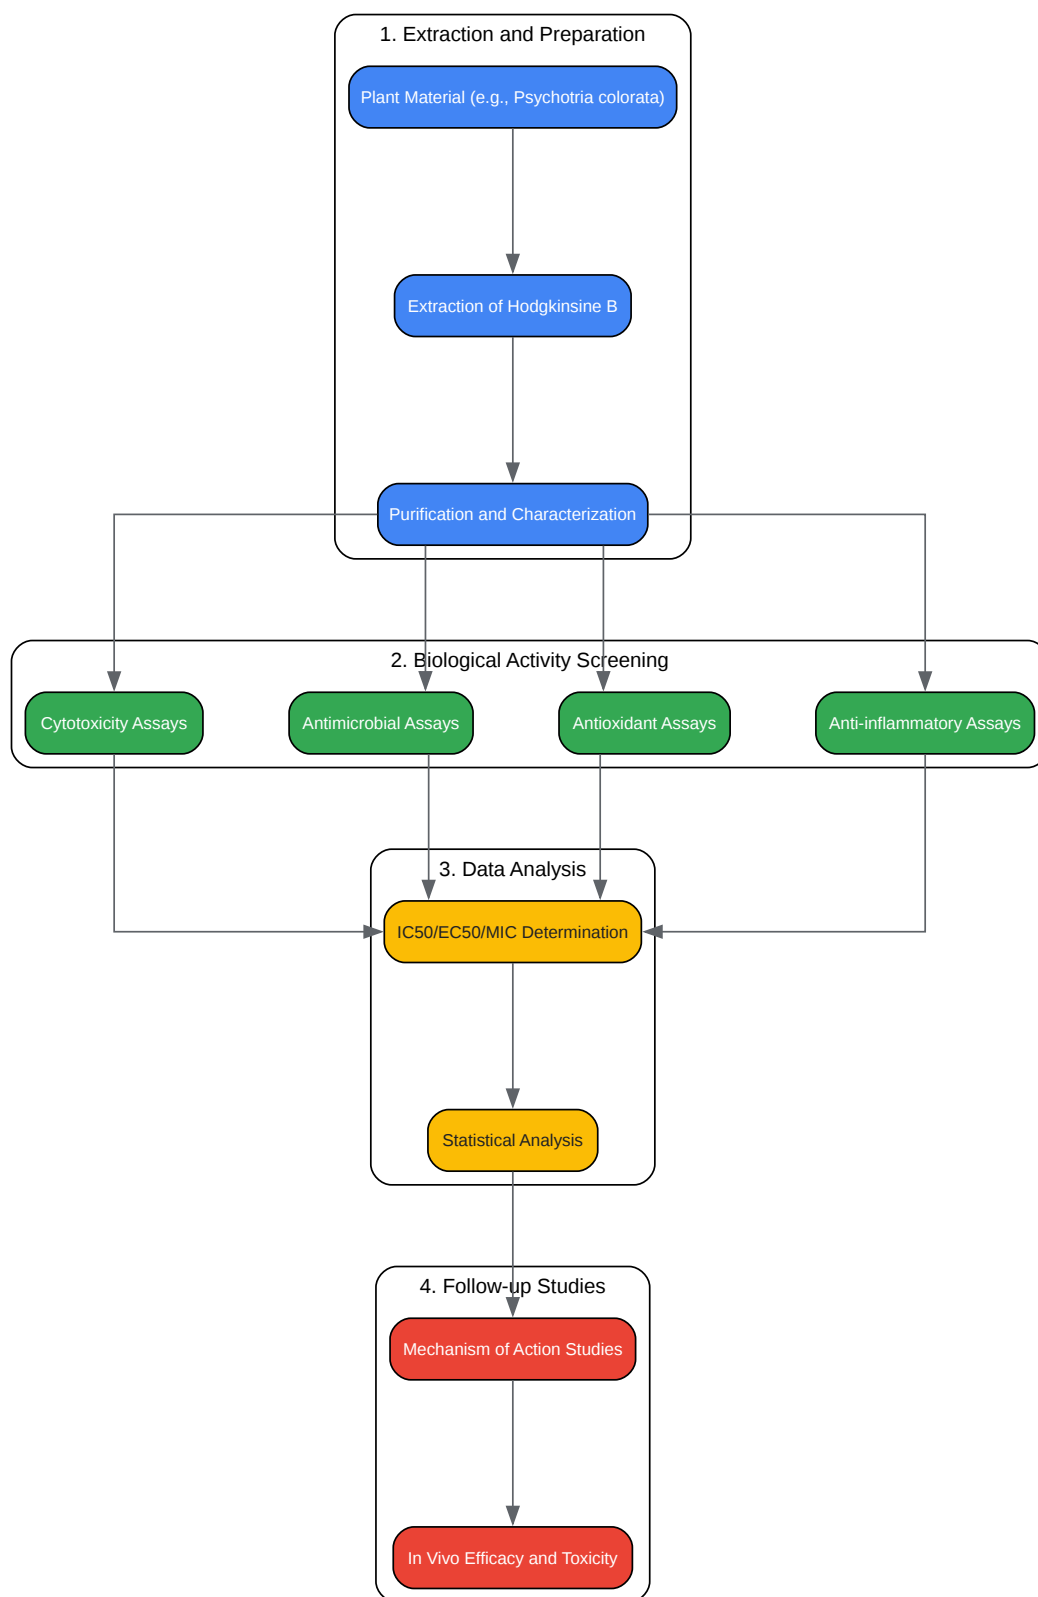 1. Extraction and Preparation
Plant Material (e.g., Psychotria colorata)
Extraction of Hodgkinsine B
Purification and Characterization
2. Biological Activity Screening
Cytotoxicity Assays
Antimicrobial Assays
Antioxidant Assays
Anti-inflammatory Assays
3. Data Analysis
IC50/EC50/MIC Determination
Statistical Analysis
4. Follow-up Studies
Mechanism of Action Studies
In Vivo Efficacy and Toxicity